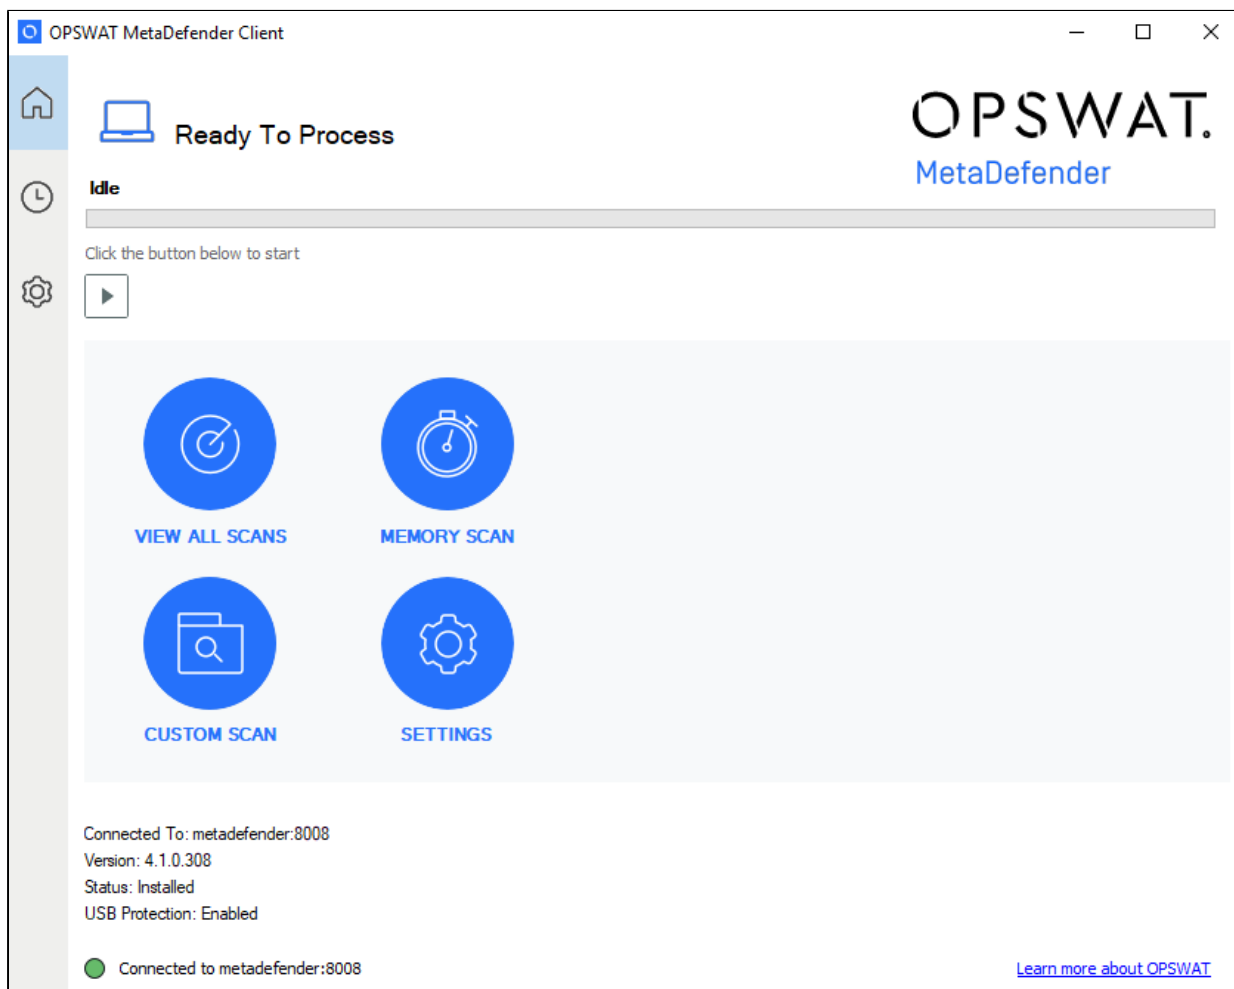 OPSWAT MetaDefender Client
OPSWAT.
MetaDefender
Ready To Process
Idle
Click the button below to start
VIEW ALL SCANS
MEMORY SCAN
CUSTOM SCAN
SETTINGS
Connected To: metadefender:8008
Version: 4.1.0.308
Status: Installed
USB Protection: Enabled
Connected to metadefender:8008
Learn more about OPSWAT